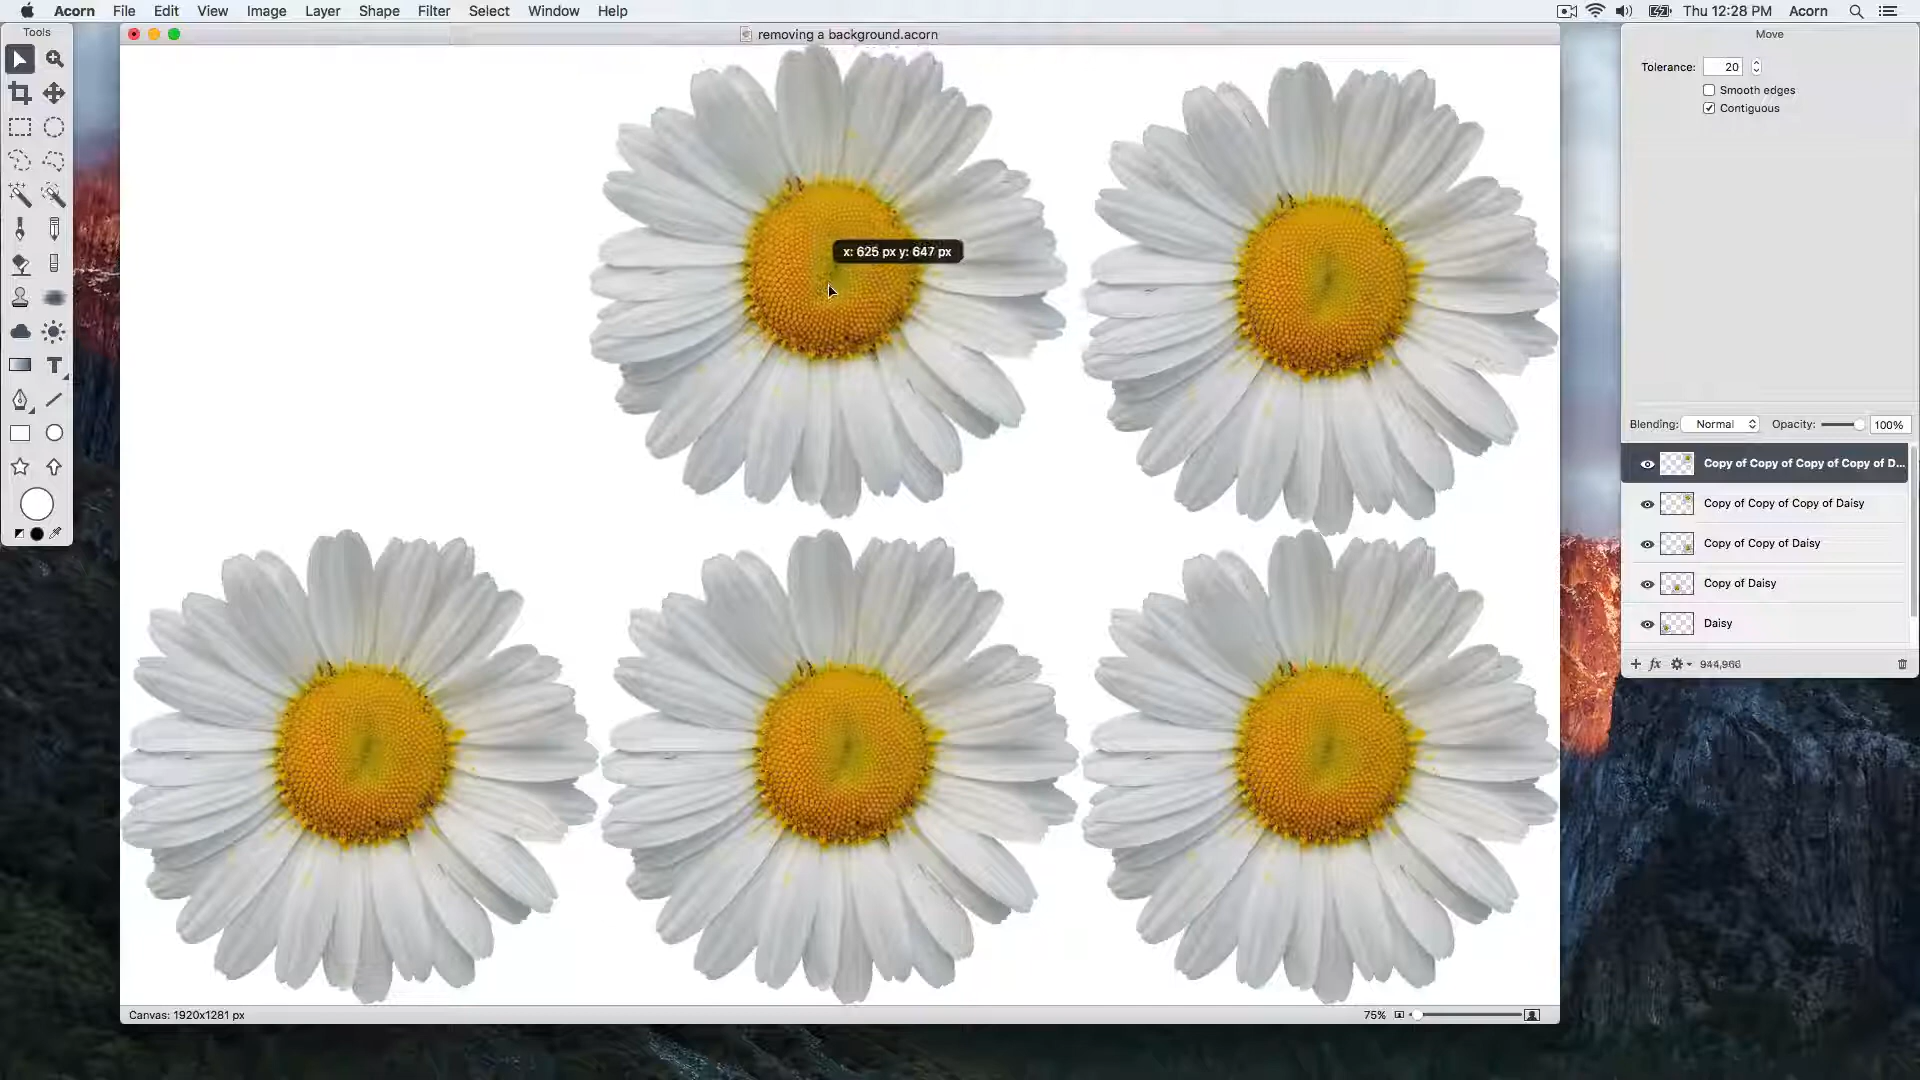 Acorn File Edit View Image Layer Shape Filter Select Window Help
Thu 12:28 PM Acorn
Tools
removing a background.acorn
Move
Tolerance: 20
Smooth edges
Contiguous
x: 625 px y: 647 px
Blending: Normal Opacity: 100%
Copy of Copy of Copy of Copy of D...
Copy of Copy of Copy of Daisy
Copy of Copy of Daisy
Copy of Daisy
Daisy
fx 944,966
Canvas: 1920x1281 px
75%